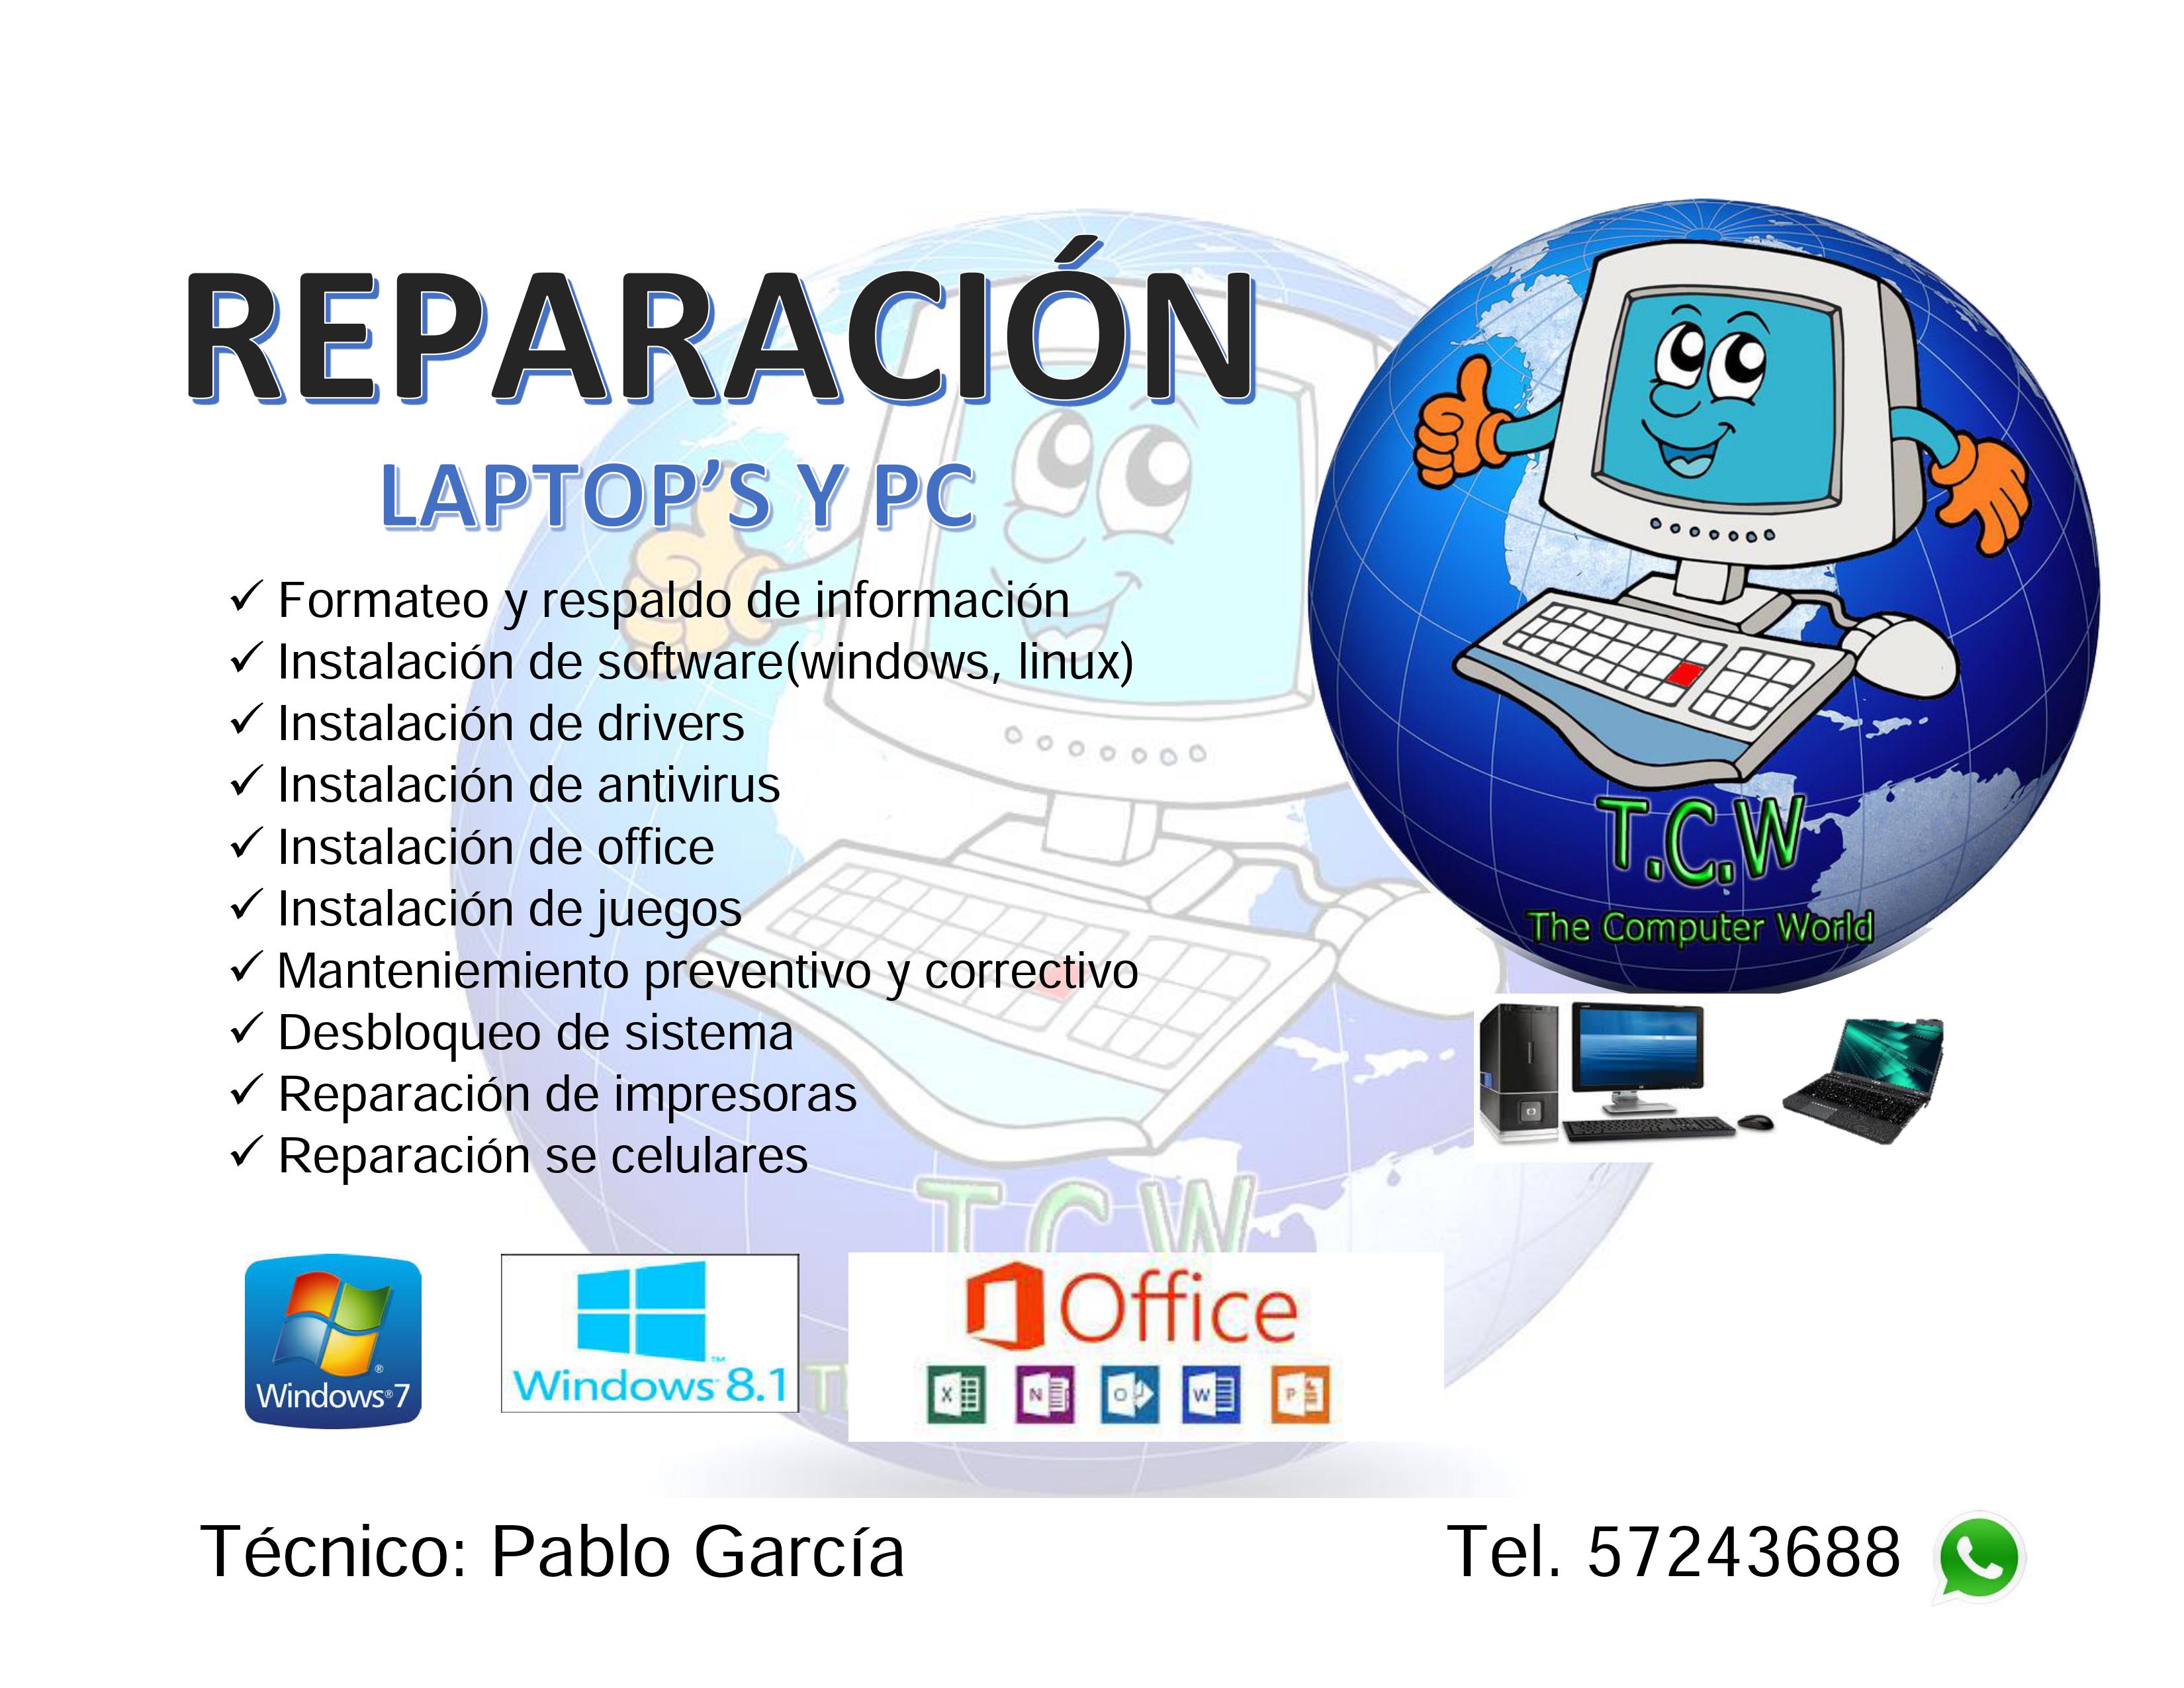 REPARACIÓN
LAPTOP’S Y PC
✓ Formateo y respaldo de información
✓ Instalación de software(windows, linux)
✓ Instalación de drivers
✓ Instalación de antivirus
✓ Instalación de office
✓ Instalación de juegos
✓ Manteniemiento preventivo y correctivo
✓ Desbloqueo de sistema
✓ Reparación de impresoras
✓ Reparación se celulares
T.C.W
The Computer World
T.C.W
Windows®7
Windows 8.1
Office
X N O W P
Técnico: Pablo García
Tel. 57243688